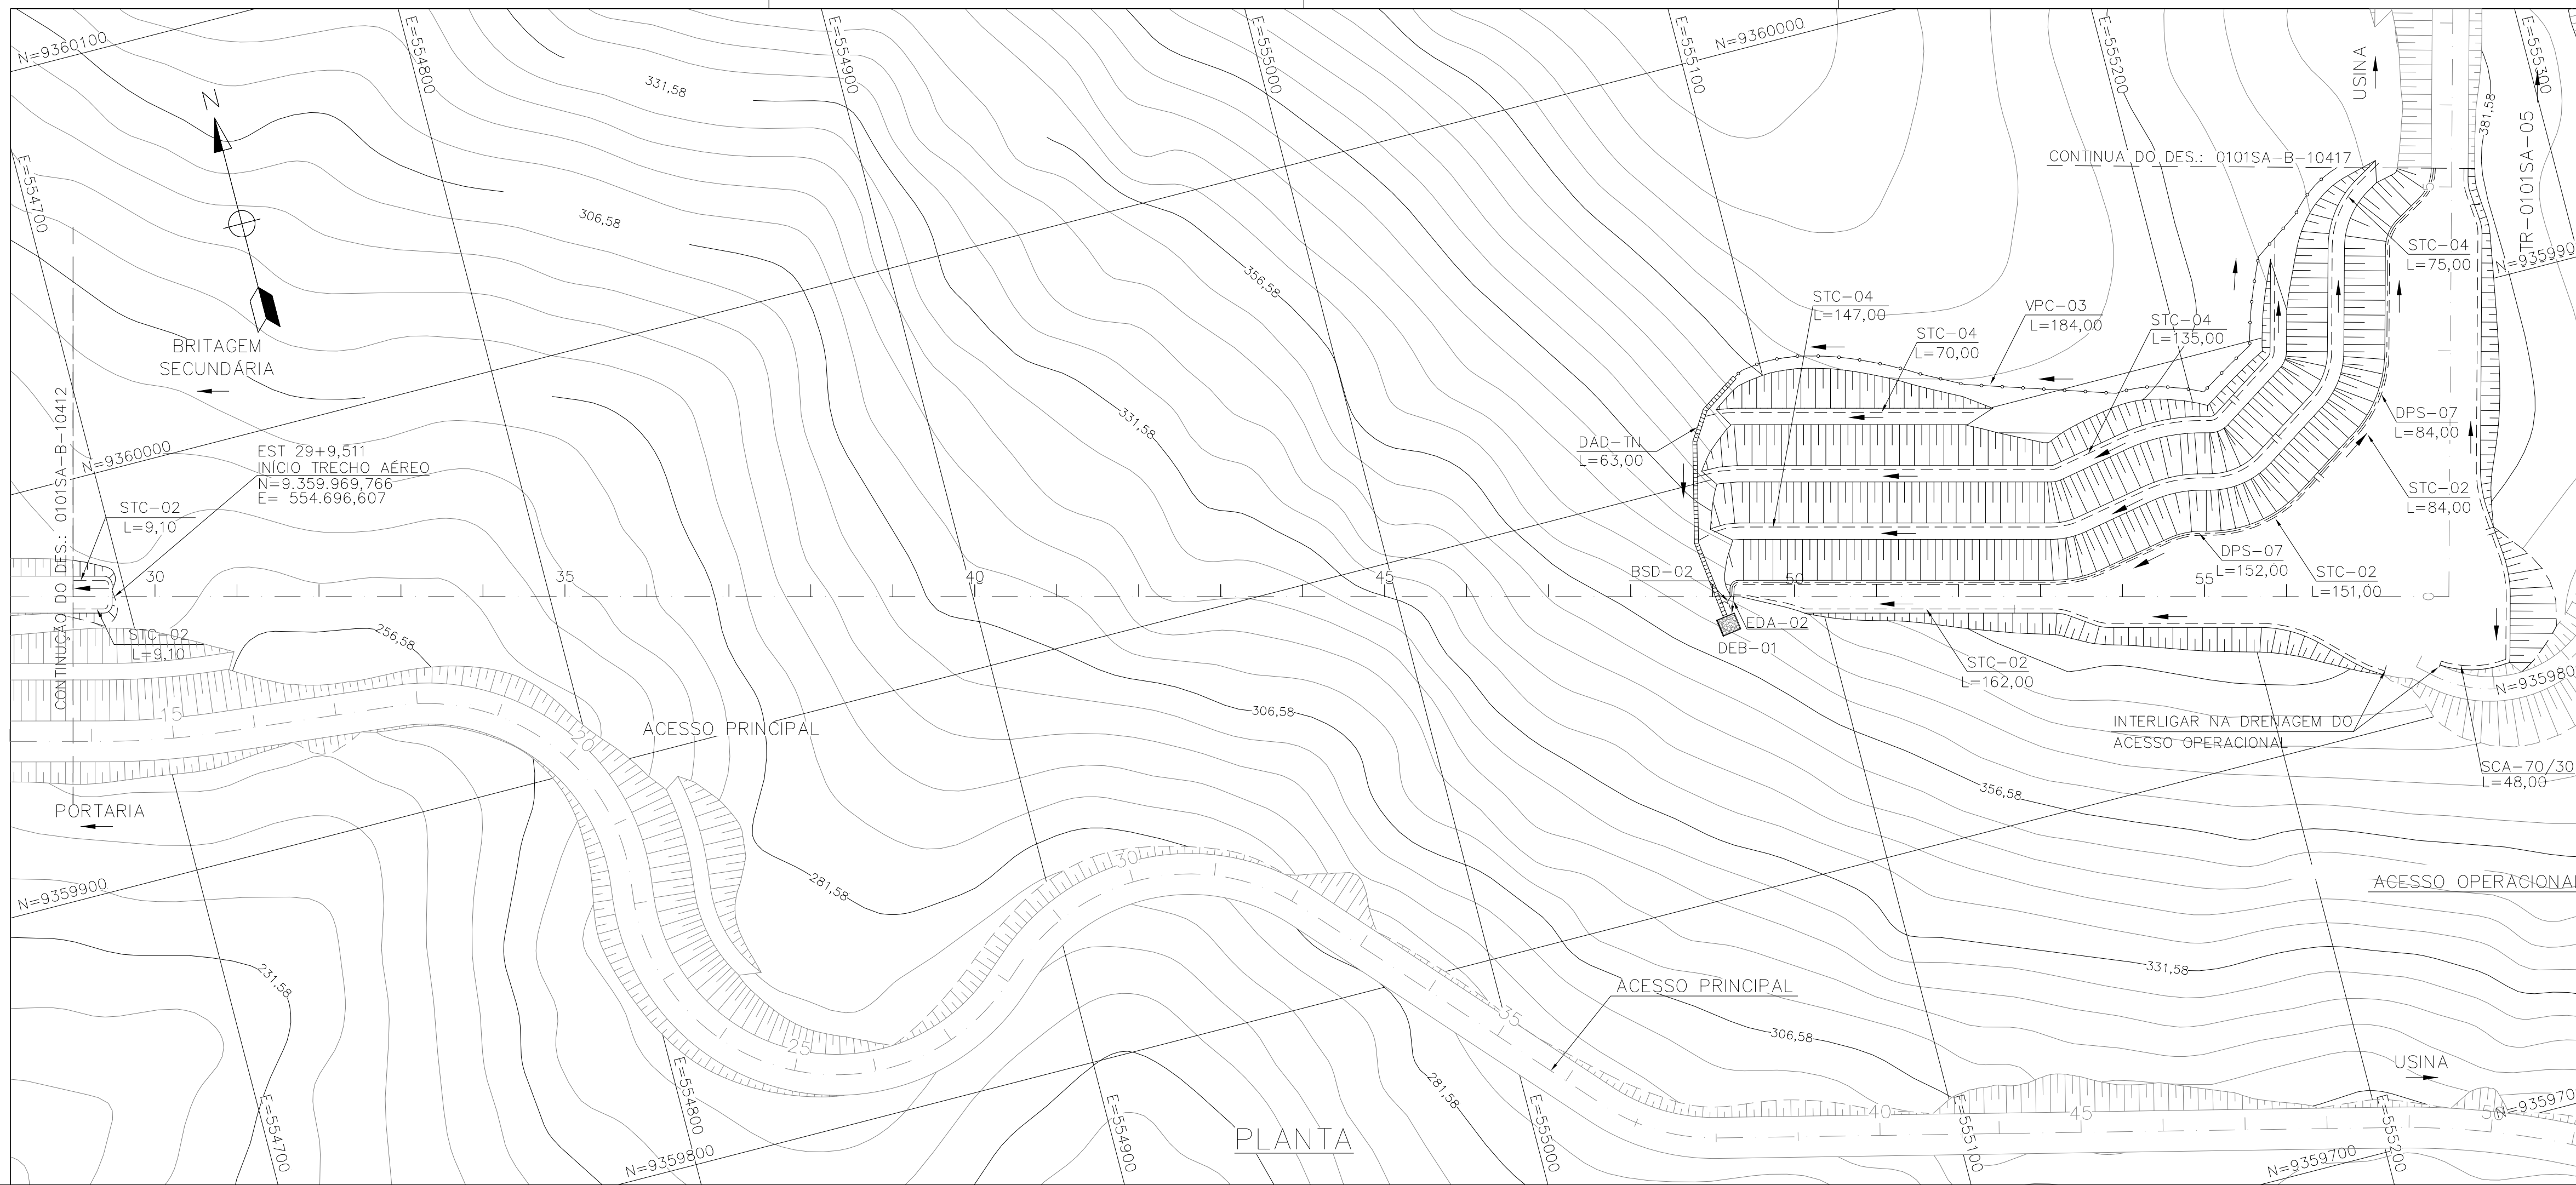 N=9360100
E=554800
E=554900
E=555000
E=555100
N=9360000
E=555200
E=555300
USINA
331,58
381,58
TR-0101SA-05
N
E=554700
CONTINUA DO DES.: 0101SA-B-10417
306,58
STC-04
L=75,00
356,58
STC-04
L=147,00
VPC-03
L=184,00
STC-04
L=135,00
STC-04
L=70,00
BRITAGEM
SECUNDÁRIA
331,58
DPS-07
L=84,00
DAD-TN
L=63,00
N=9360000
EST 29+9,511
INÍCIO TRECHO AÉREO
N=9.359.969,766
E= 554.696,607
CONTINUÇÃO DO DES.: 0101SA-B-10412
STC-02
L=9,10
STC-02
L=84,00
DPS-07
L=152,00
STC-02
L=151,00
BSD-02
30
35
40
45
50
55
EDA-02
DEB-01
STC-02
L=9,10
256,58
STC-02
L=162,00
15
20
ACESSO PRINCIPAL
306,58
INTERLIGAR NA DRENAGEM DO
ACESSO OPERACIONAL
SCA-70/30
L=48,00
356,58
PORTARIA
N=9359900
281,58
30
ACESSO OPERACIONAL
231,58
331,58
ACESSO PRINCIPAL
35
25
306,58
USINA
281,58
40
45
50
E=554700
E=554800
E=554900
E=555000
E=555100
E=555200
N=9359800
PLANTA
N=9359700